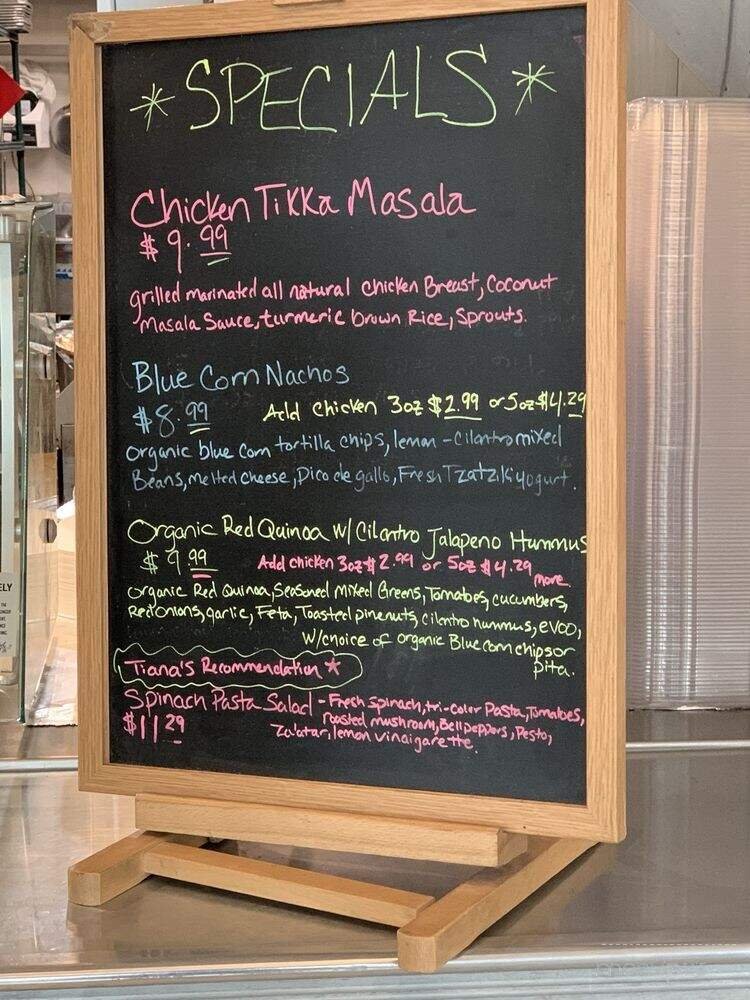 * SPECIALS *
Chicken Tikka Masala
$9.99
grilled marinated all natural chicken Breast, Coconut
Masala Sauce, turmeric brown Rice, Sprouts.
Blue Corn Nachos
$8.99 Add Chicken 3oz $2.99 or 5oz $4.29
organic blue corn tortilla chips, lemon-cilantro mixed
Beans, melted cheese, Pico de gallo, Fresh Tzatziki yogurt.
Organic Red Quinoa w/ Cilantro Jalapeno Hummus
$9.99 Add chicken 3oz $2.99 or 5oz $4.29 more.
organic Red Quinoa, Seasoned Mixed Greens, Tomatoes, cucumbers,
Red onions, garlic, Feta, Toasted pinenuts, cilantro hummus, evoo,
w/choice of organic Blue corn chips or
pita.
Tiana's Recommendation *
Spinach Pasta Salad - Fresh spinach, tri-color Pasta, Tomatoes,
$11.29 roasted mushroom, Bell peppers, Pesto,
lemon vinaigarette.
ELY